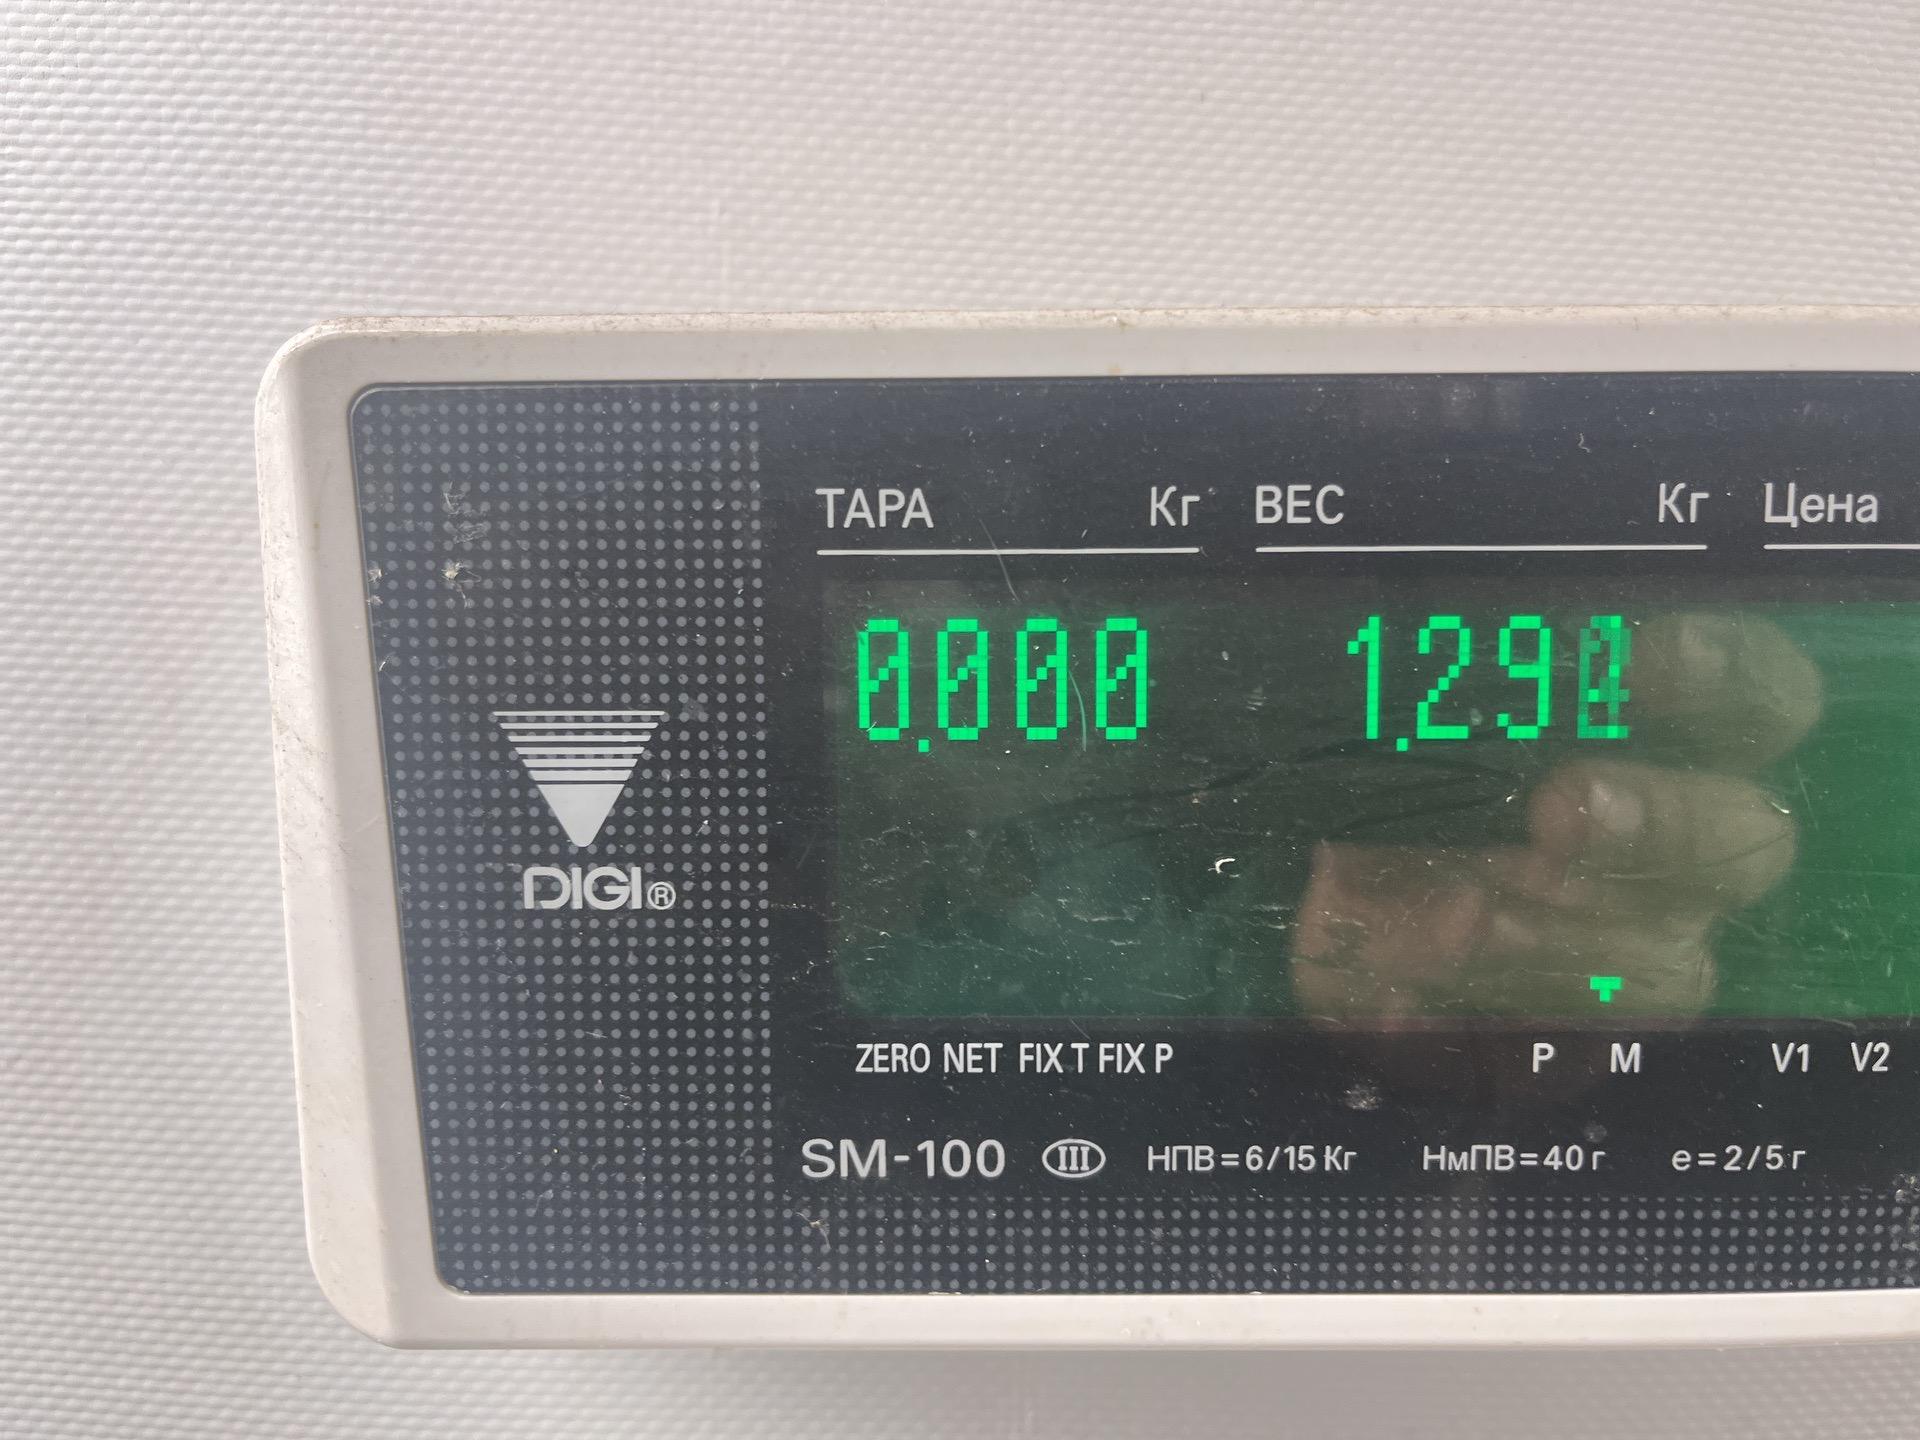 ТАРА Кг ВЕС Кг Цена
0.000 1.29
DIGI®
ZERO NET FIX T FIX P P M V1 V2
SM-100 III НПВ=6/15 Кг НмПВ=40 г e=2/5 г